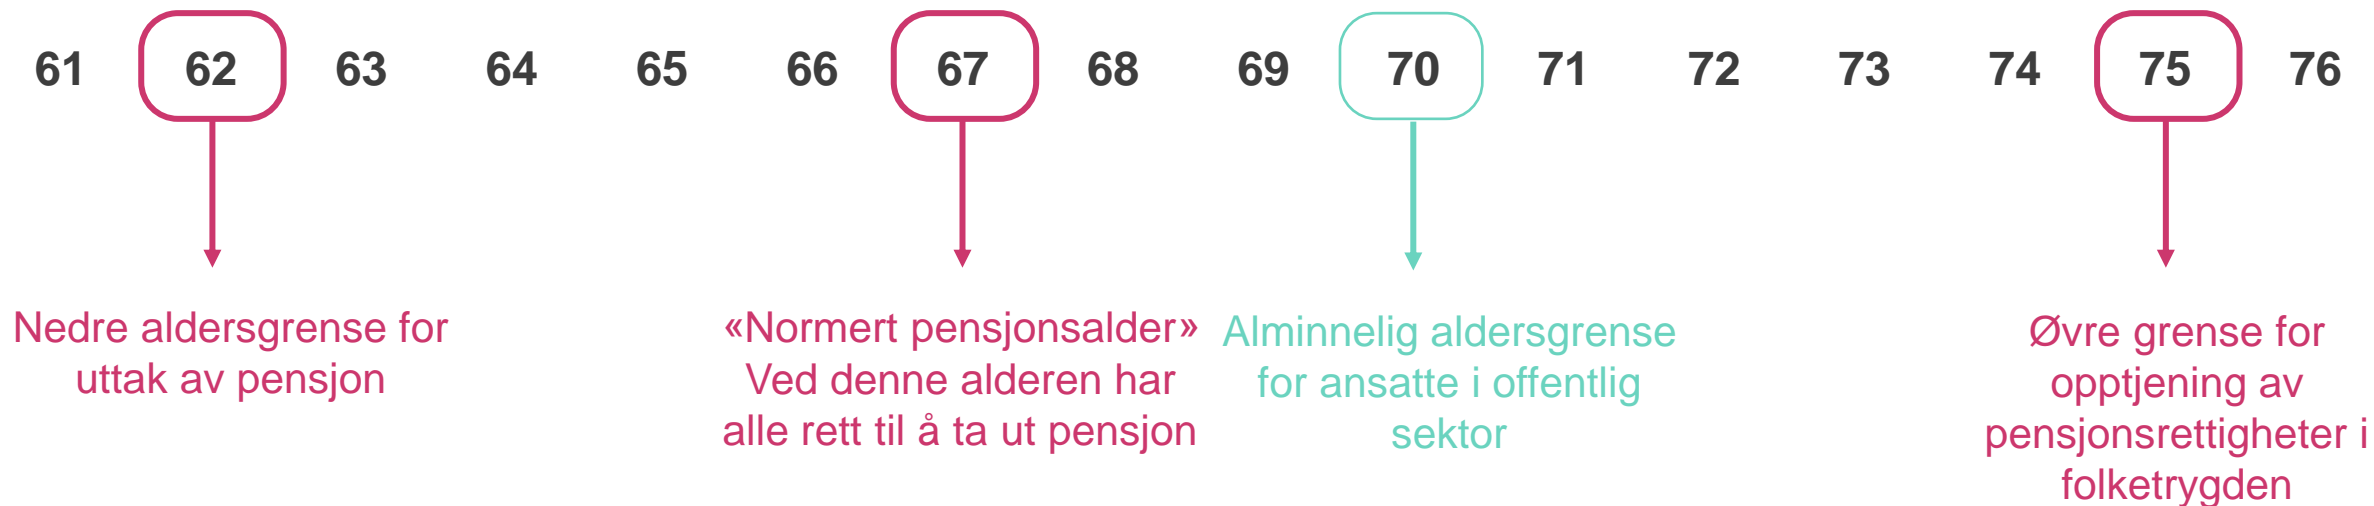 61 62 63 64 65 66 67 68 69 70 71 72 73 74 75 76
Nedre aldersgrense for
uttak av pensjon
«Normert pensjonsalder»
Ved denne alderen har
alle rett til å ta ut pensjon
Alminnelig aldersgrense
for ansatte i offentlig
sektor
Øvre grense for
opptjening av
pensjonsrettigheter i
folketrygden